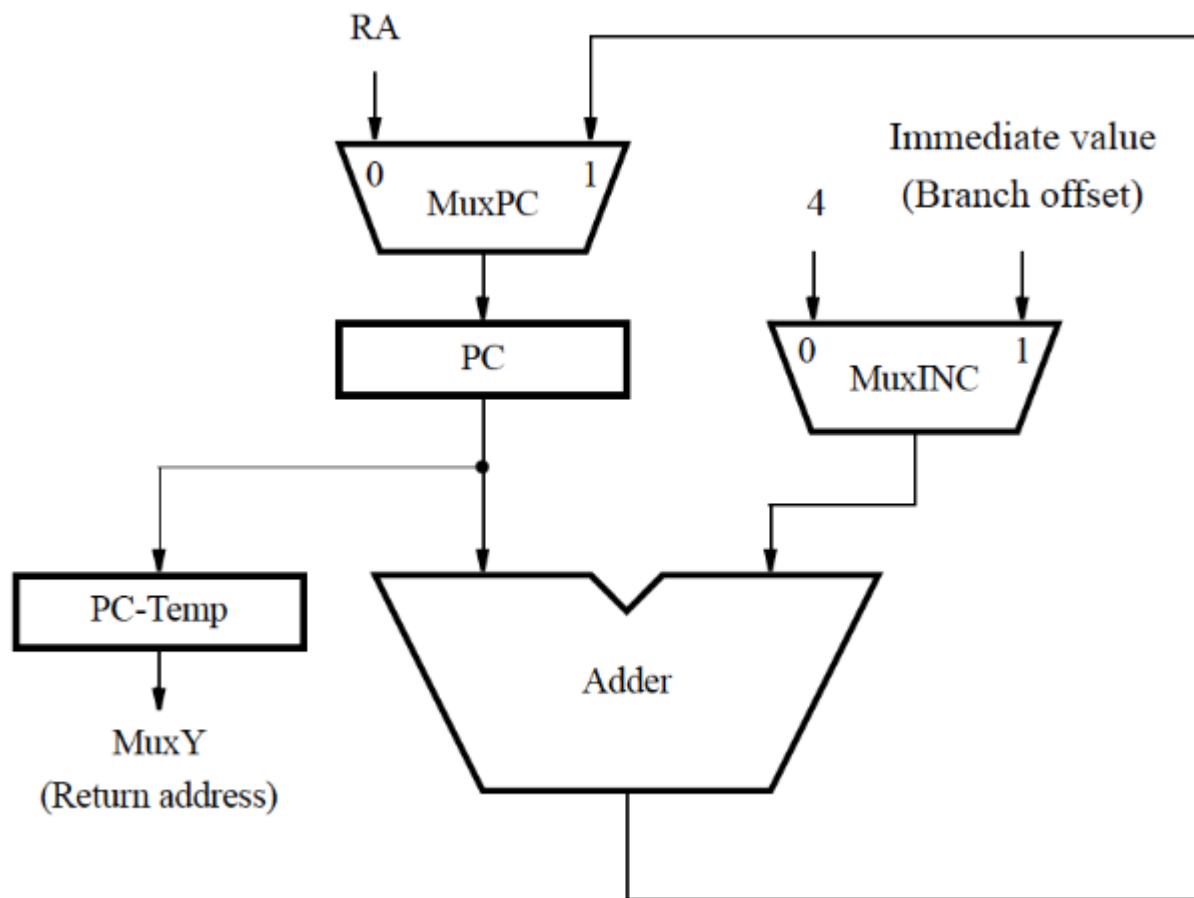 RA
Immediate value
(Branch offset)
4
0
1
MuxPC
PC
0
1
MuxINC
PC-Temp
Adder
MuxY
(Return address)